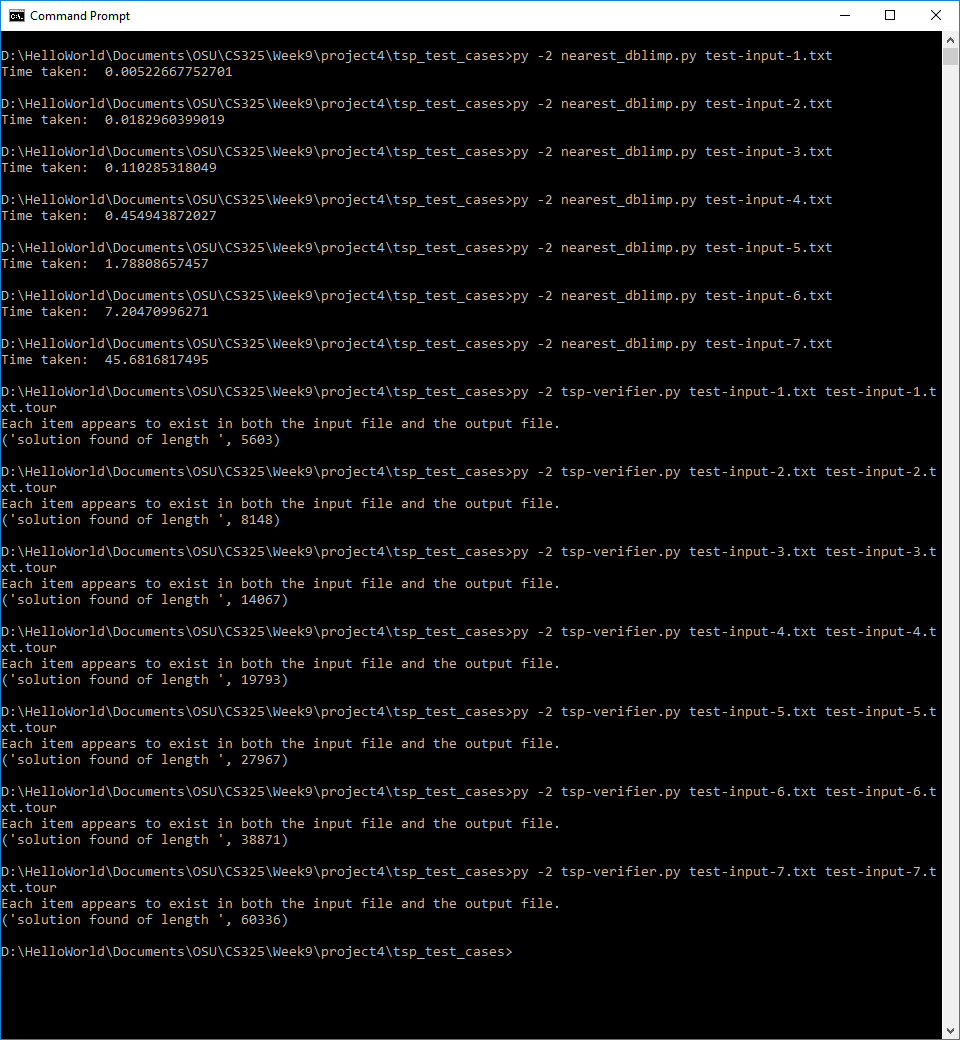 Command Prompt
D:\HelloWorld\Documents\OSU\CS325\Week9\project4\tsp_test_cases>py -2 nearest_dblimp.py test-input-1.txt
Time taken:  0.00522667752701
D:\HelloWorld\Documents\OSU\CS325\Week9\project4\tsp_test_cases>py -2 nearest_dblimp.py test-input-2.txt
Time taken:  0.0182960399019
D:\HelloWorld\Documents\OSU\CS325\Week9\project4\tsp_test_cases>py -2 nearest_dblimp.py test-input-3.txt
Time taken:  0.110285318049
D:\HelloWorld\Documents\OSU\CS325\Week9\project4\tsp_test_cases>py -2 nearest_dblimp.py test-input-4.txt
Time taken:  0.454943872027
D:\HelloWorld\Documents\OSU\CS325\Week9\project4\tsp_test_cases>py -2 nearest_dblimp.py test-input-5.txt
Time taken:  1.78808657457
D:\HelloWorld\Documents\OSU\CS325\Week9\project4\tsp_test_cases>py -2 nearest_dblimp.py test-input-6.txt
Time taken:  7.20470996271
D:\HelloWorld\Documents\OSU\CS325\Week9\project4\tsp_test_cases>py -2 nearest_dblimp.py test-input-7.txt
Time taken:  45.6816817495
D:\HelloWorld\Documents\OSU\CS325\Week9\project4\tsp_test_cases>py -2 tsp-verifier.py test-input-1.txt test-input-1.t
xt.tour
Each item appears to exist in both the input file and the output file.
('solution found of length ', 5603)
D:\HelloWorld\Documents\OSU\CS325\Week9\project4\tsp_test_cases>py -2 tsp-verifier.py test-input-2.txt test-input-2.t
xt.tour
Each item appears to exist in both the input file and the output file.
('solution found of length ', 8148)
D:\HelloWorld\Documents\OSU\CS325\Week9\project4\tsp_test_cases>py -2 tsp-verifier.py test-input-3.txt test-input-3.t
xt.tour
Each item appears to exist in both the input file and the output file.
('solution found of length ', 14067)
D:\HelloWorld\Documents\OSU\CS325\Week9\project4\tsp_test_cases>py -2 tsp-verifier.py test-input-4.txt test-input-4.t
xt.tour
Each item appears to exist in both the input file and the output file.
('solution found of length ', 19793)
D:\HelloWorld\Documents\OSU\CS325\Week9\project4\tsp_test_cases>py -2 tsp-verifier.py test-input-5.txt test-input-5.t
xt.tour
Each item appears to exist in both the input file and the output file.
('solution found of length ', 27967)
D:\HelloWorld\Documents\OSU\CS325\Week9\project4\tsp_test_cases>py -2 tsp-verifier.py test-input-6.txt test-input-6.t
xt.tour
Each item appears to exist in both the input file and the output file.
('solution found of length ', 38871)
D:\HelloWorld\Documents\OSU\CS325\Week9\project4\tsp_test_cases>py -2 tsp-verifier.py test-input-7.txt test-input-7.t
xt.tour
Each item appears to exist in both the input file and the output file.
('solution found of length ', 60336)
D:\HelloWorld\Documents\OSU\CS325\Week9\project4\tsp_test_cases>